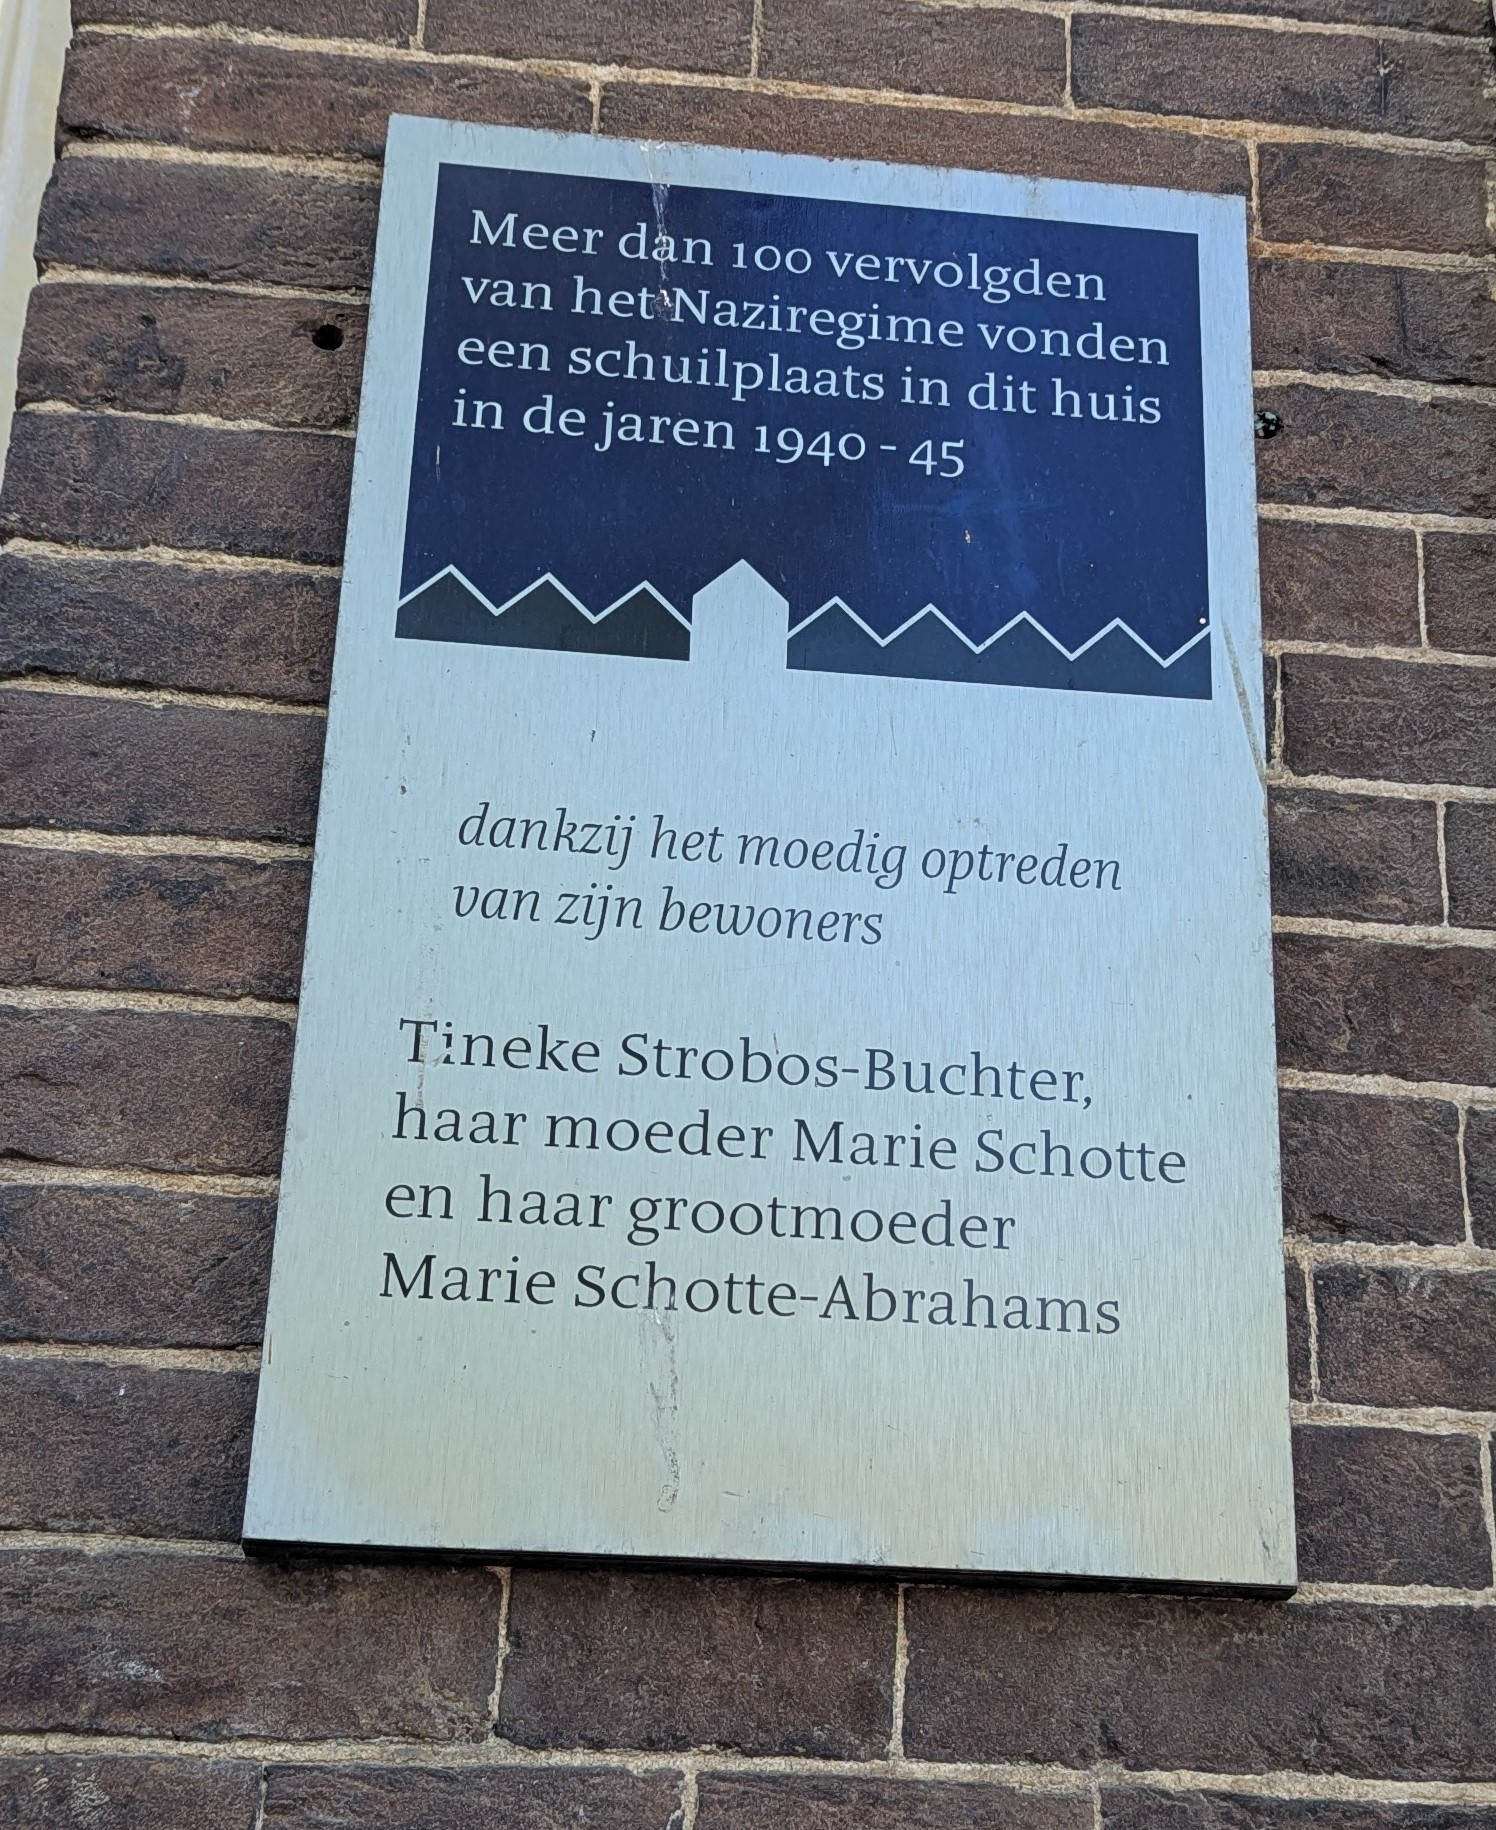 Meer dan 100 vervolgden
van het Naziregime vonden
een schuilplaats in dit huis
in de jaren 1940 - 45
dankzij het moedig optreden
van zijn bewoners
Tineke Strobos-Buchter,
haar moeder Marie Schotte
en haar grootmoeder
Marie Schotte-Abrahams